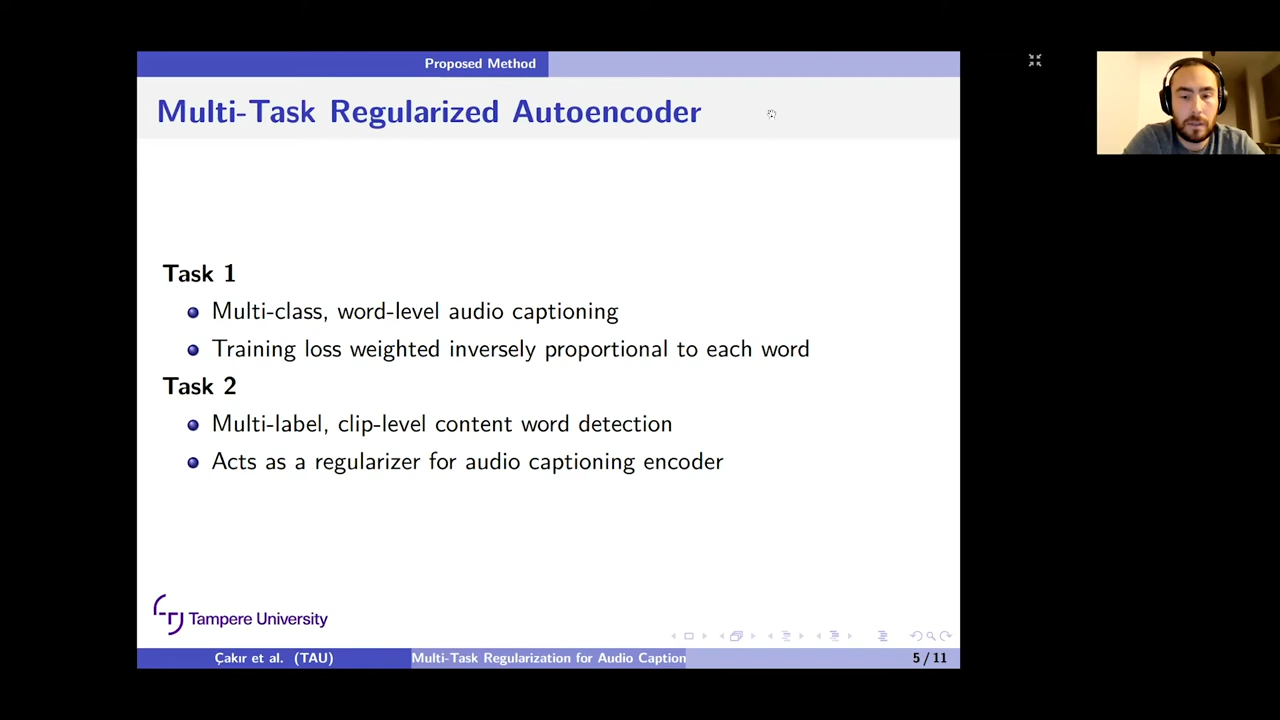 Proposed Method
Multi-Task Regularized Autoencoder
Task 1
Multi-class, word-level audio captioning
Training loss weighted inversely proportional to each word
Task 2
Multi-label, clip-level content word detection
Acts as a regularizer for audio captioning encoder
Tampere University
Çakır et al. (TAU)
Multi-Task Regularization for Audio Caption
5 / 11